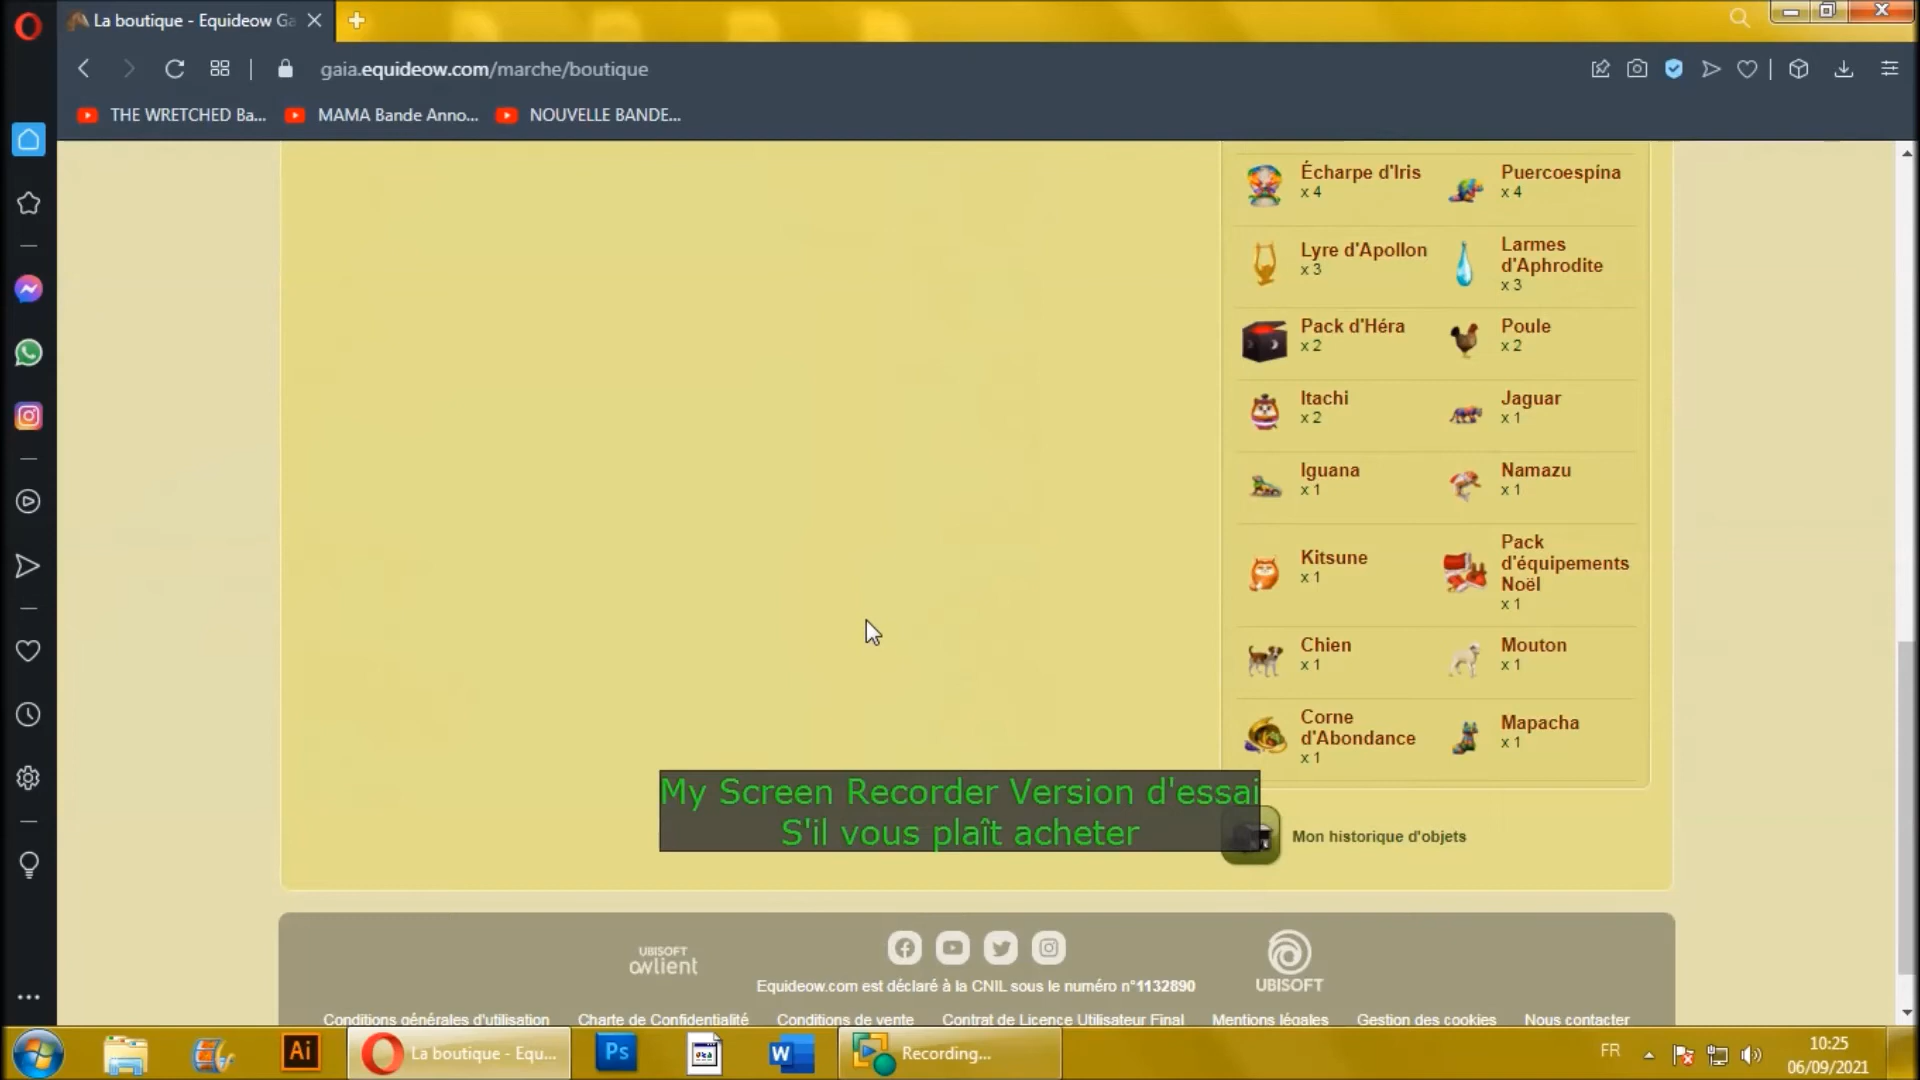 La boutique - Equideow Ga
gaia.equideow.com/marche/boutique
THE WRETCHED Ba...
MAMA Bande Anno...
NOUVELLE BANDE...
Écharpe d'Iris
x 4
Puercoespina
x 4
Lyre d'Apollon
x 3
Larmes
d'Aphrodite
x 3
Pack d'Héra
x 2
Poule
x 2
Itachi
x 2
Jaguar
x 1
Iguana
x 1
Namazu
x 1
Kitsune
x 1
Pack
d'équipements
Noël
x 1
Chien
x 1
Mouton
x 1
Corne
d'Abondance
x 1
Mapacha
x 1
My Screen Recorder Version d'essai
S'il vous plaît acheter
Mon historique d'objets
UBISOFT
owlient
UBISOFT
Equideow.com est déclaré à la CNIL sous le numéro n°1132890
Conditions générales d'utilisation
Charte de Confidentialité
Conditions de vente
Contrat de Licence Utilisateur Final
Mentions légales
Gestion des cookies
Nous contacter
Ai
La boutique - Equ...
Ps
W
Recording...
FR
10:25
06/09/2021